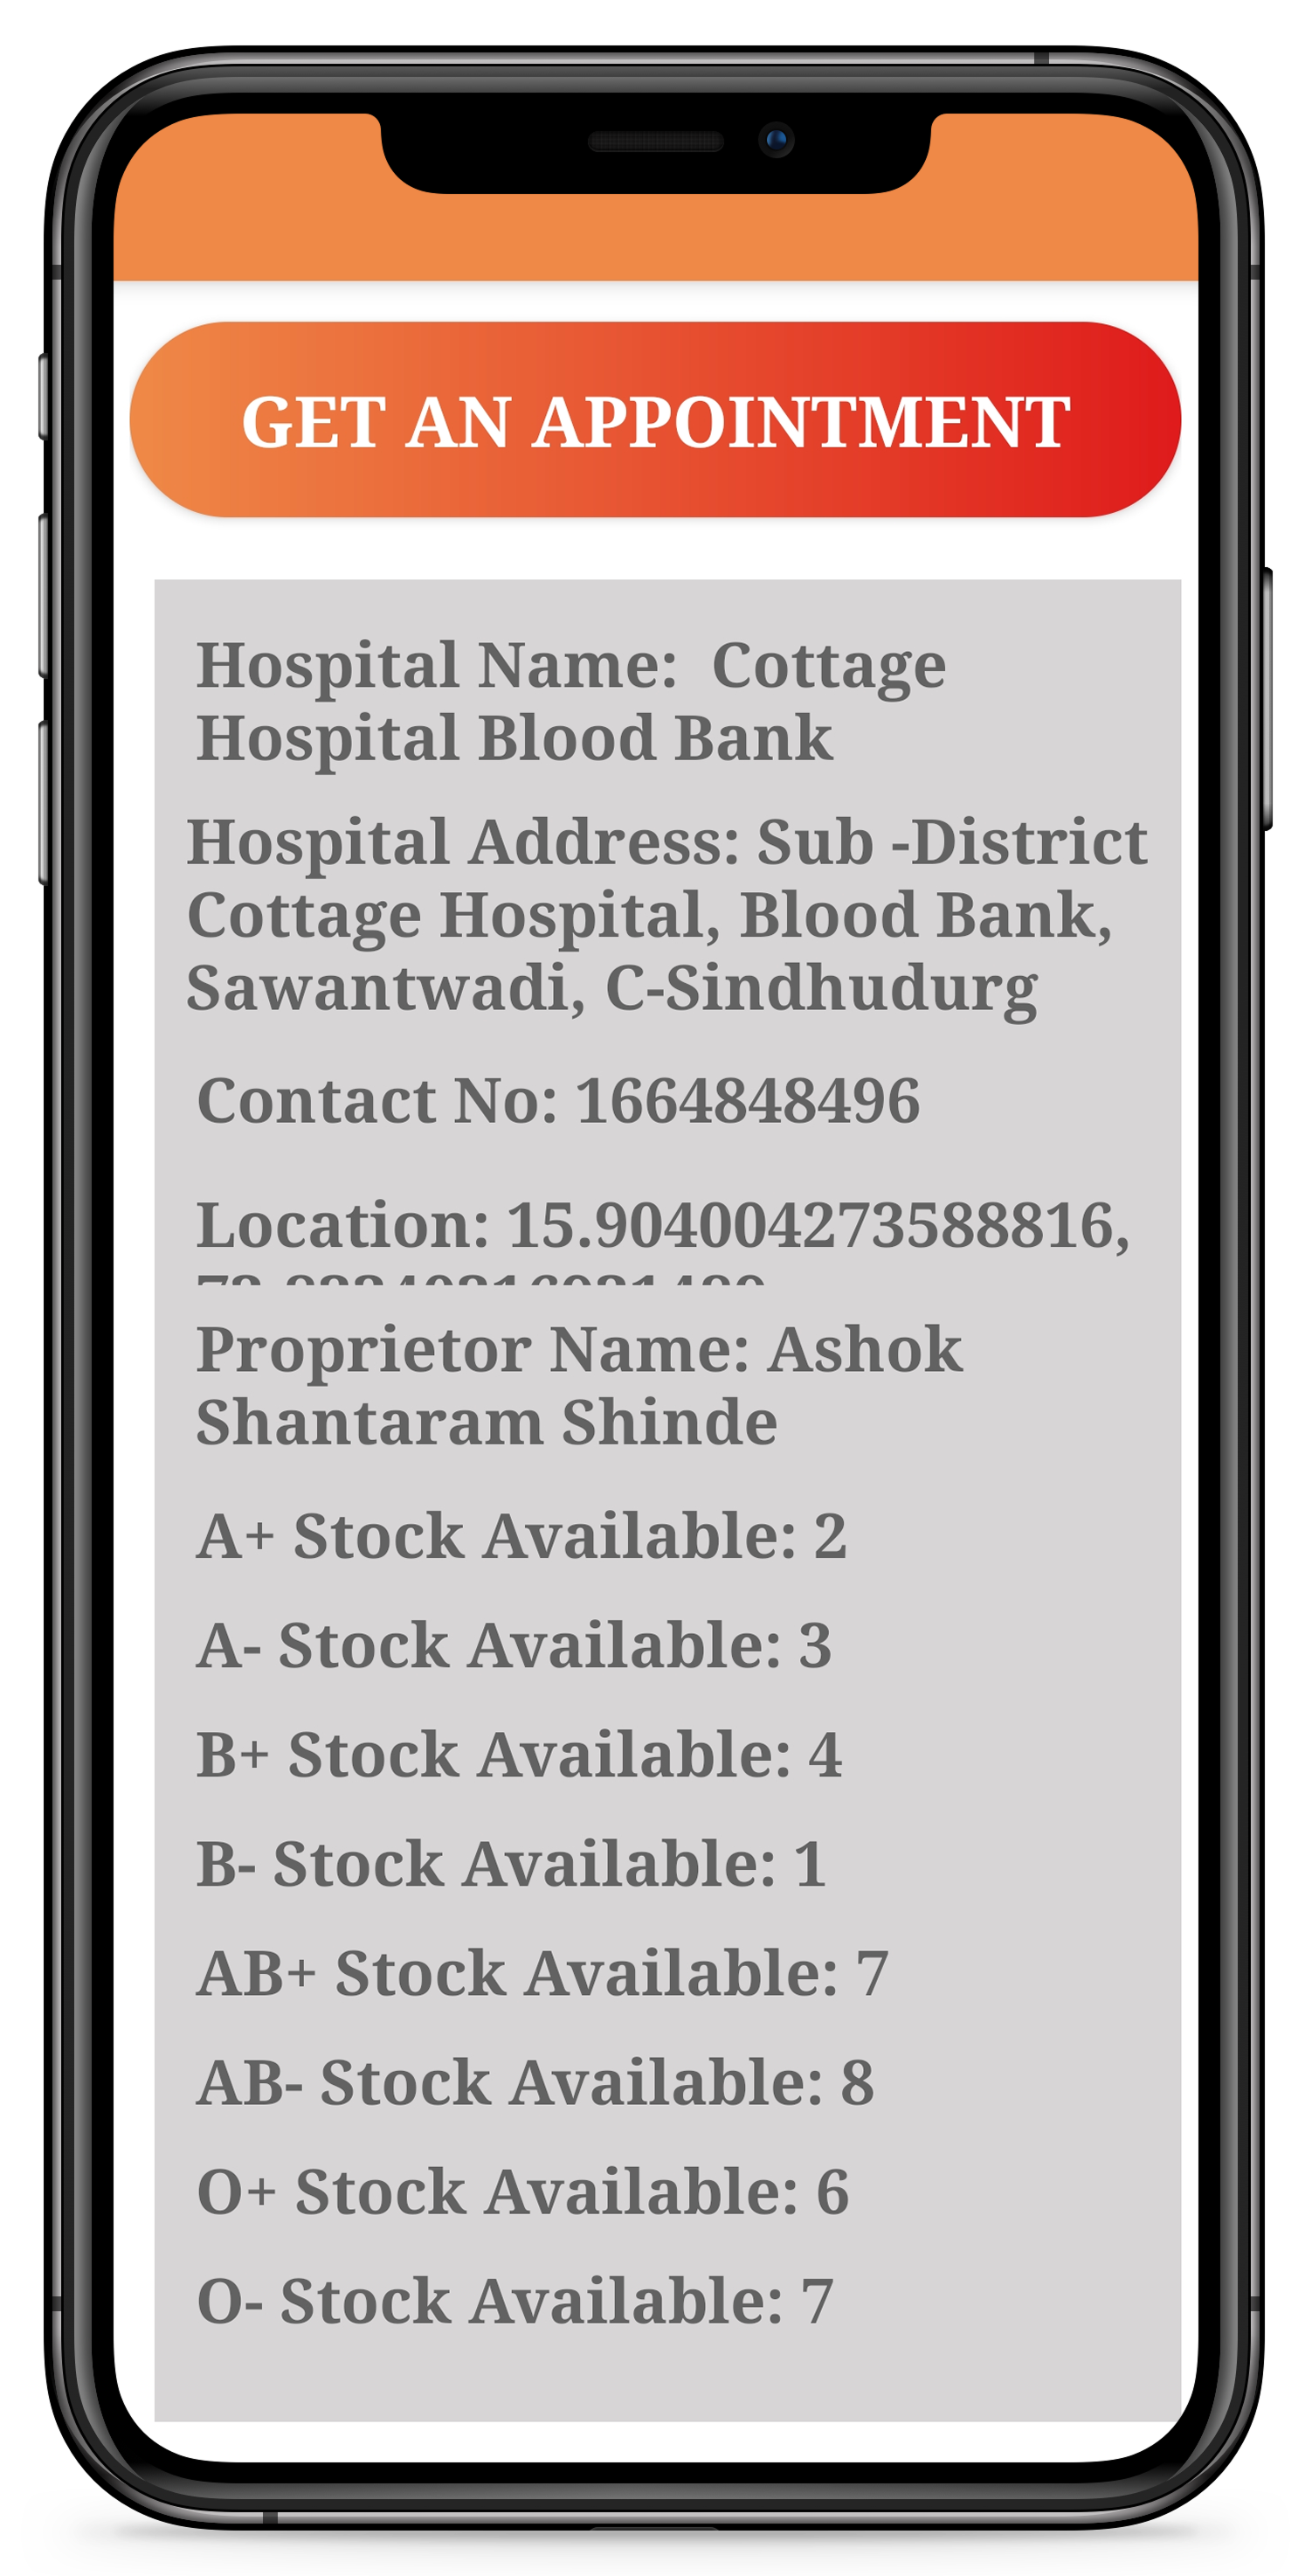 GET AN APPOINTMENT
Hospital Name:  Cottage
Hospital Blood Bank
Hospital Address: Sub -District
Cottage Hospital, Blood Bank,
Sawantwadi, C-Sindhudurg
Contact No: 1664848496
Location: 15.904004273588816,
Proprietor Name: Ashok
Shantaram Shinde
A+ Stock Available: 2
A- Stock Available: 3
B+ Stock Available: 4
B- Stock Available: 1
AB+ Stock Available: 7
AB- Stock Available: 8
O+ Stock Available: 6
O- Stock Available: 7